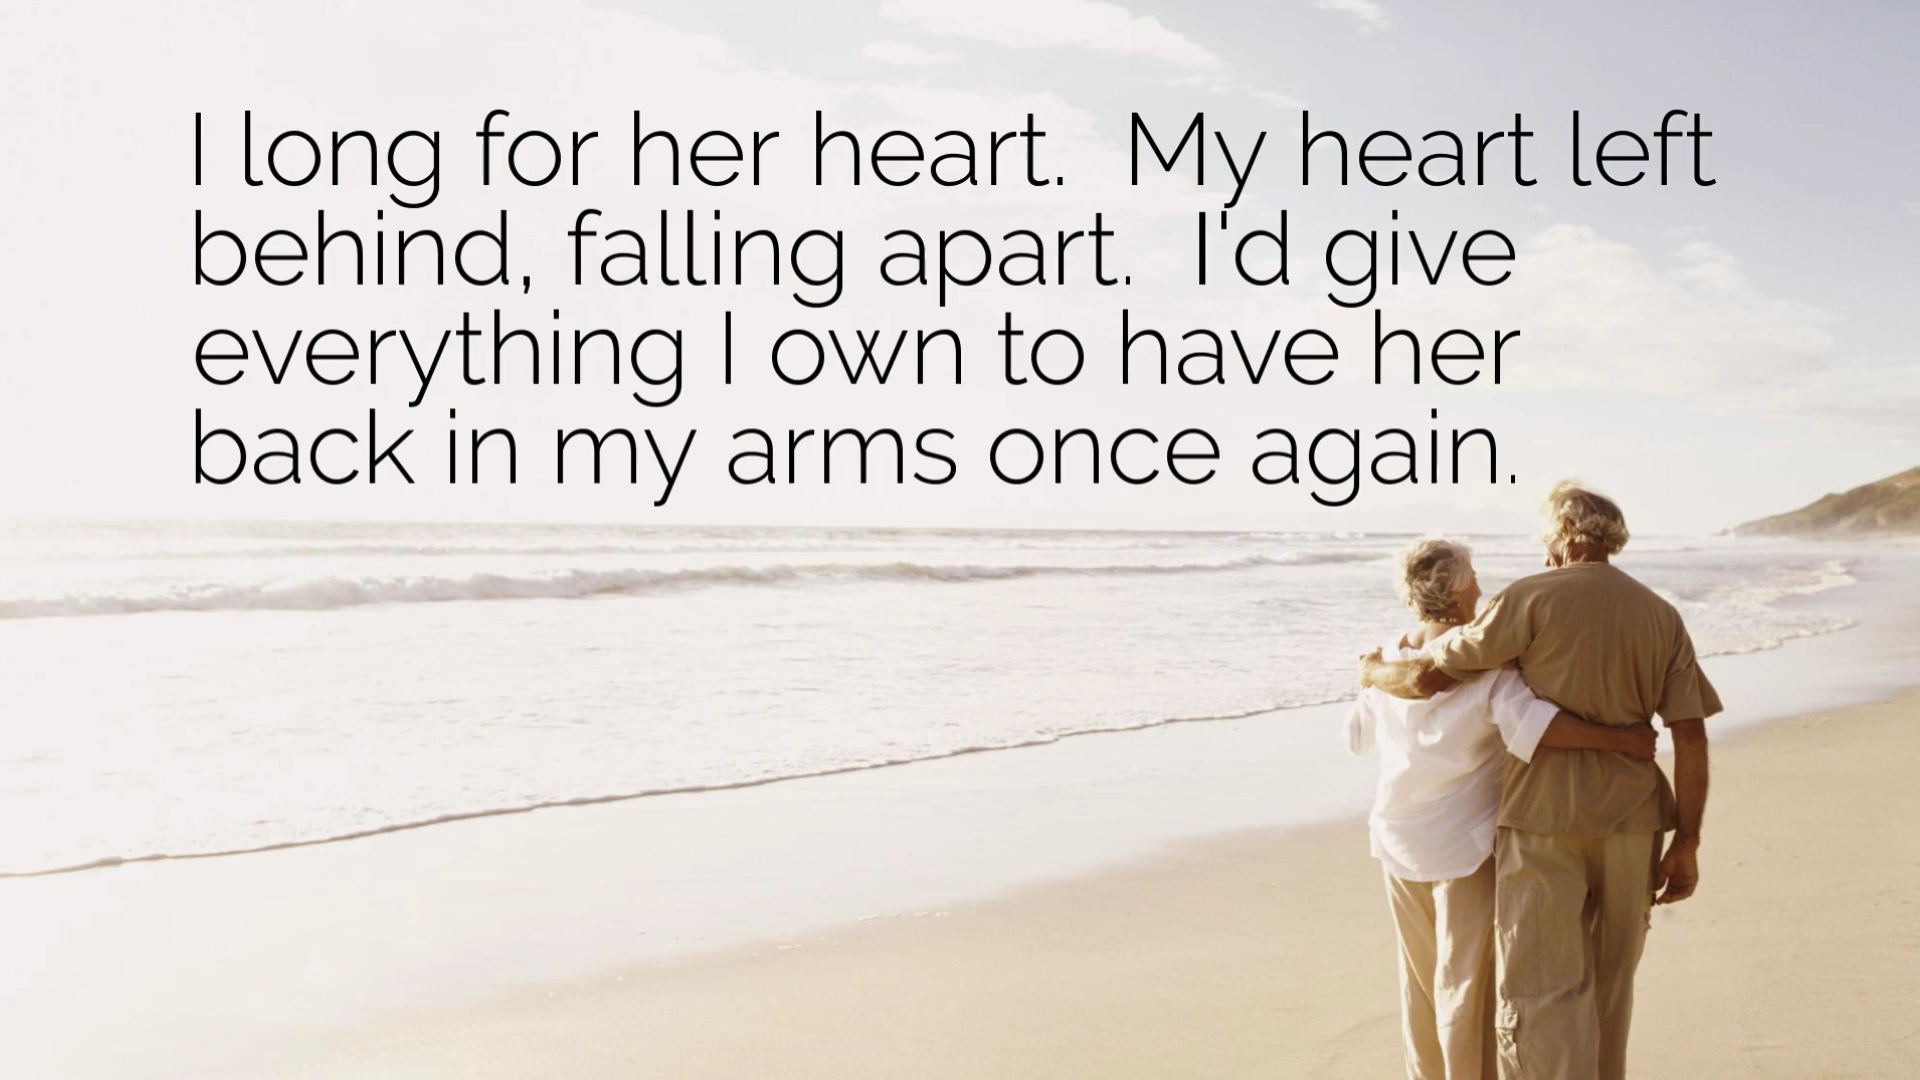 I long for her heart.  My heart left
behind, falling apart.  I'd give
everything I own to have her
back in my arms once again.